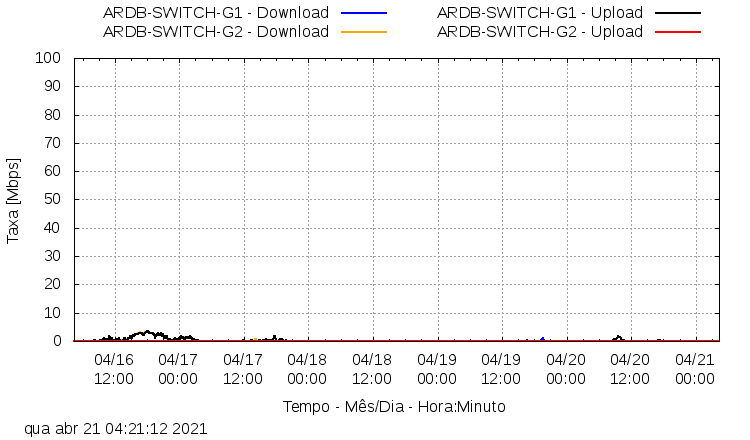 ARDB-SWITCH-G1 - Download ARDB-SWITCH-G1 - Upload
ARDB-SWITCH-G2 - Download ARDB-SWITCH-G2 - Upload
100
90
80
70
60
50
40
30
20
10
0
Taxa [Mbps]
04/16 04/17 04/17 04/18 04/18 04/19 04/19 04/20 04/20 04/21
12:00 00:00 12:00 00:00 12:00 00:00 12:00 00:00 12:00 00:00
Tempo - Mês/Dia - Hora:Minuto
qua abr 21 04:21:12 2021